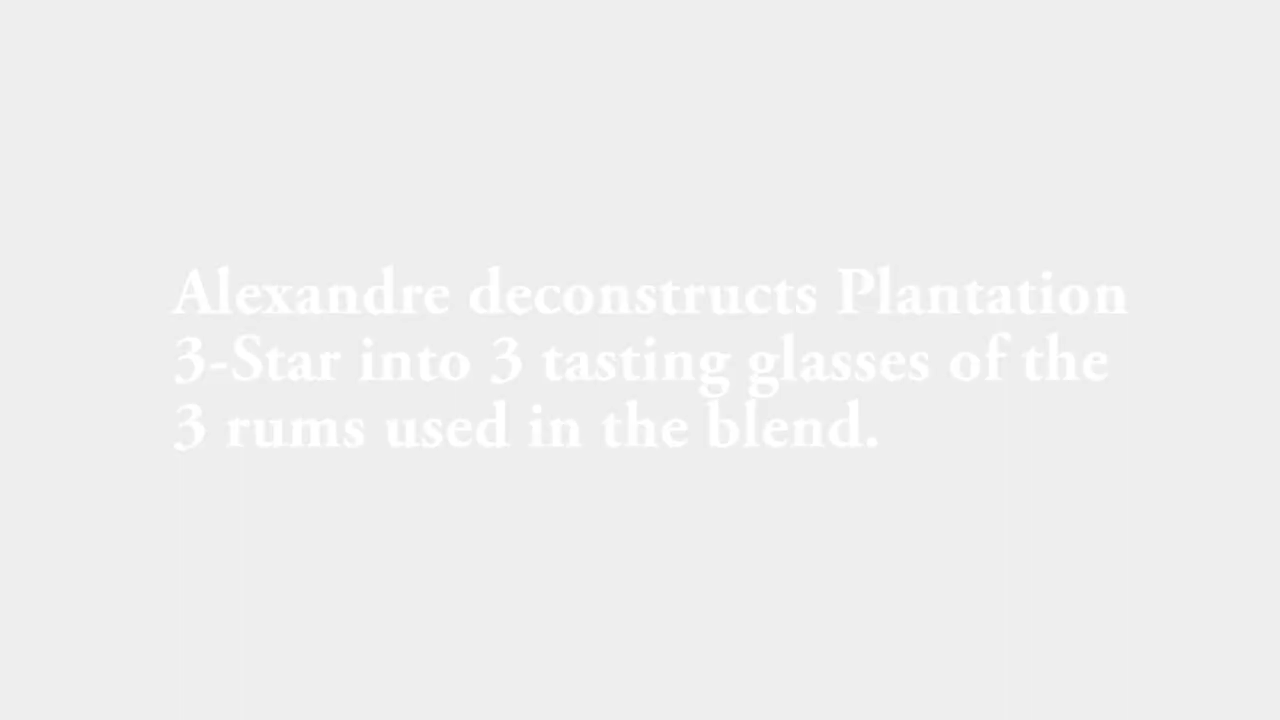 Alexandre deconstructs Plantation
3-Star into 3 tasting glasses of the
3 rums used in the blend.